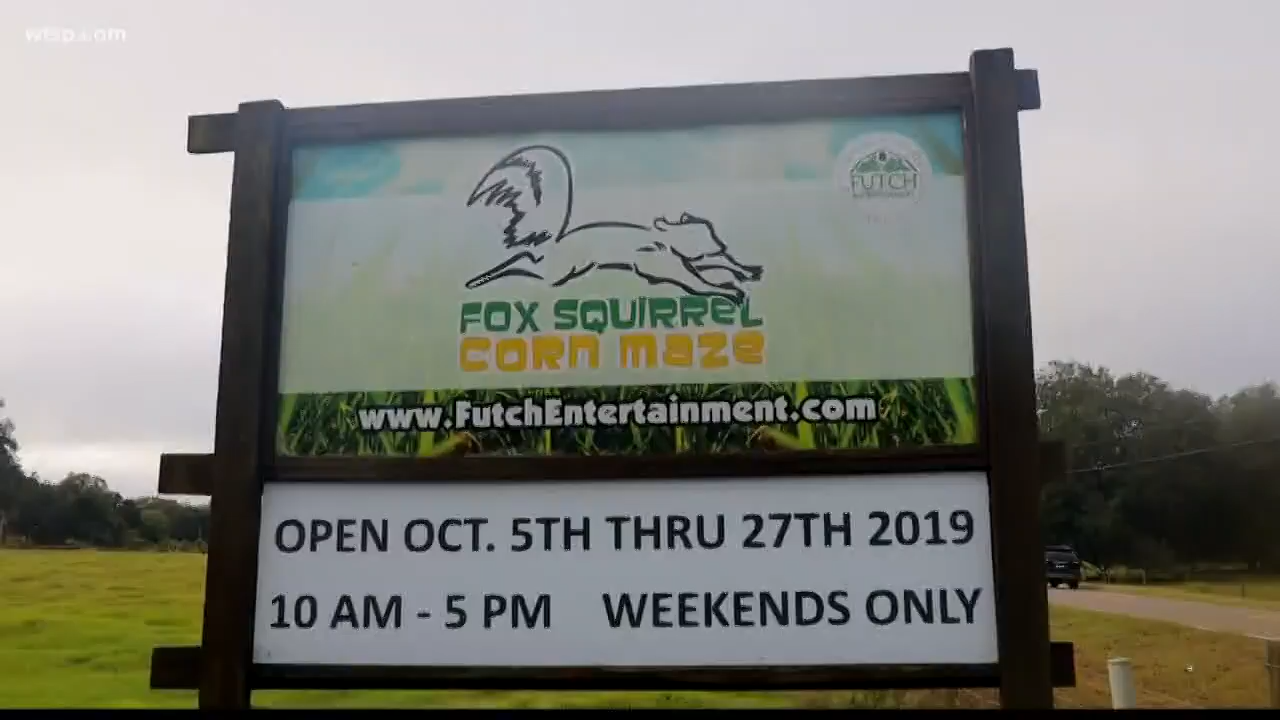 wtsp.com
FUTCH
FOX SQUIRREL
CORN MAZE
www.FutchEntertainment.com
OPEN OCT. 5TH THRU 27TH 2019
10 AM - 5 PM WEEKENDS ONLY